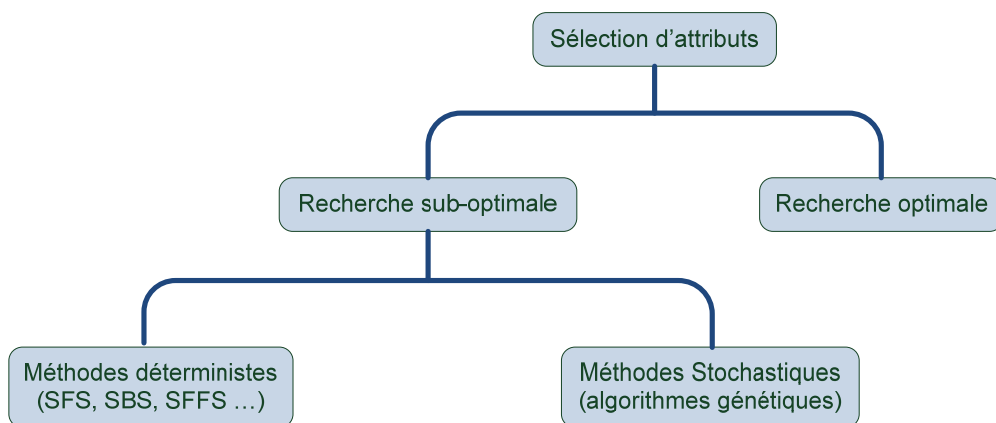 Sélection d’attributs
Recherche sub-optimale
Recherche optimale
Méthodes déterministes
(SFS, SBS, SFFS ...)
Méthodes Stochastiques
(algorithmes génétiques)